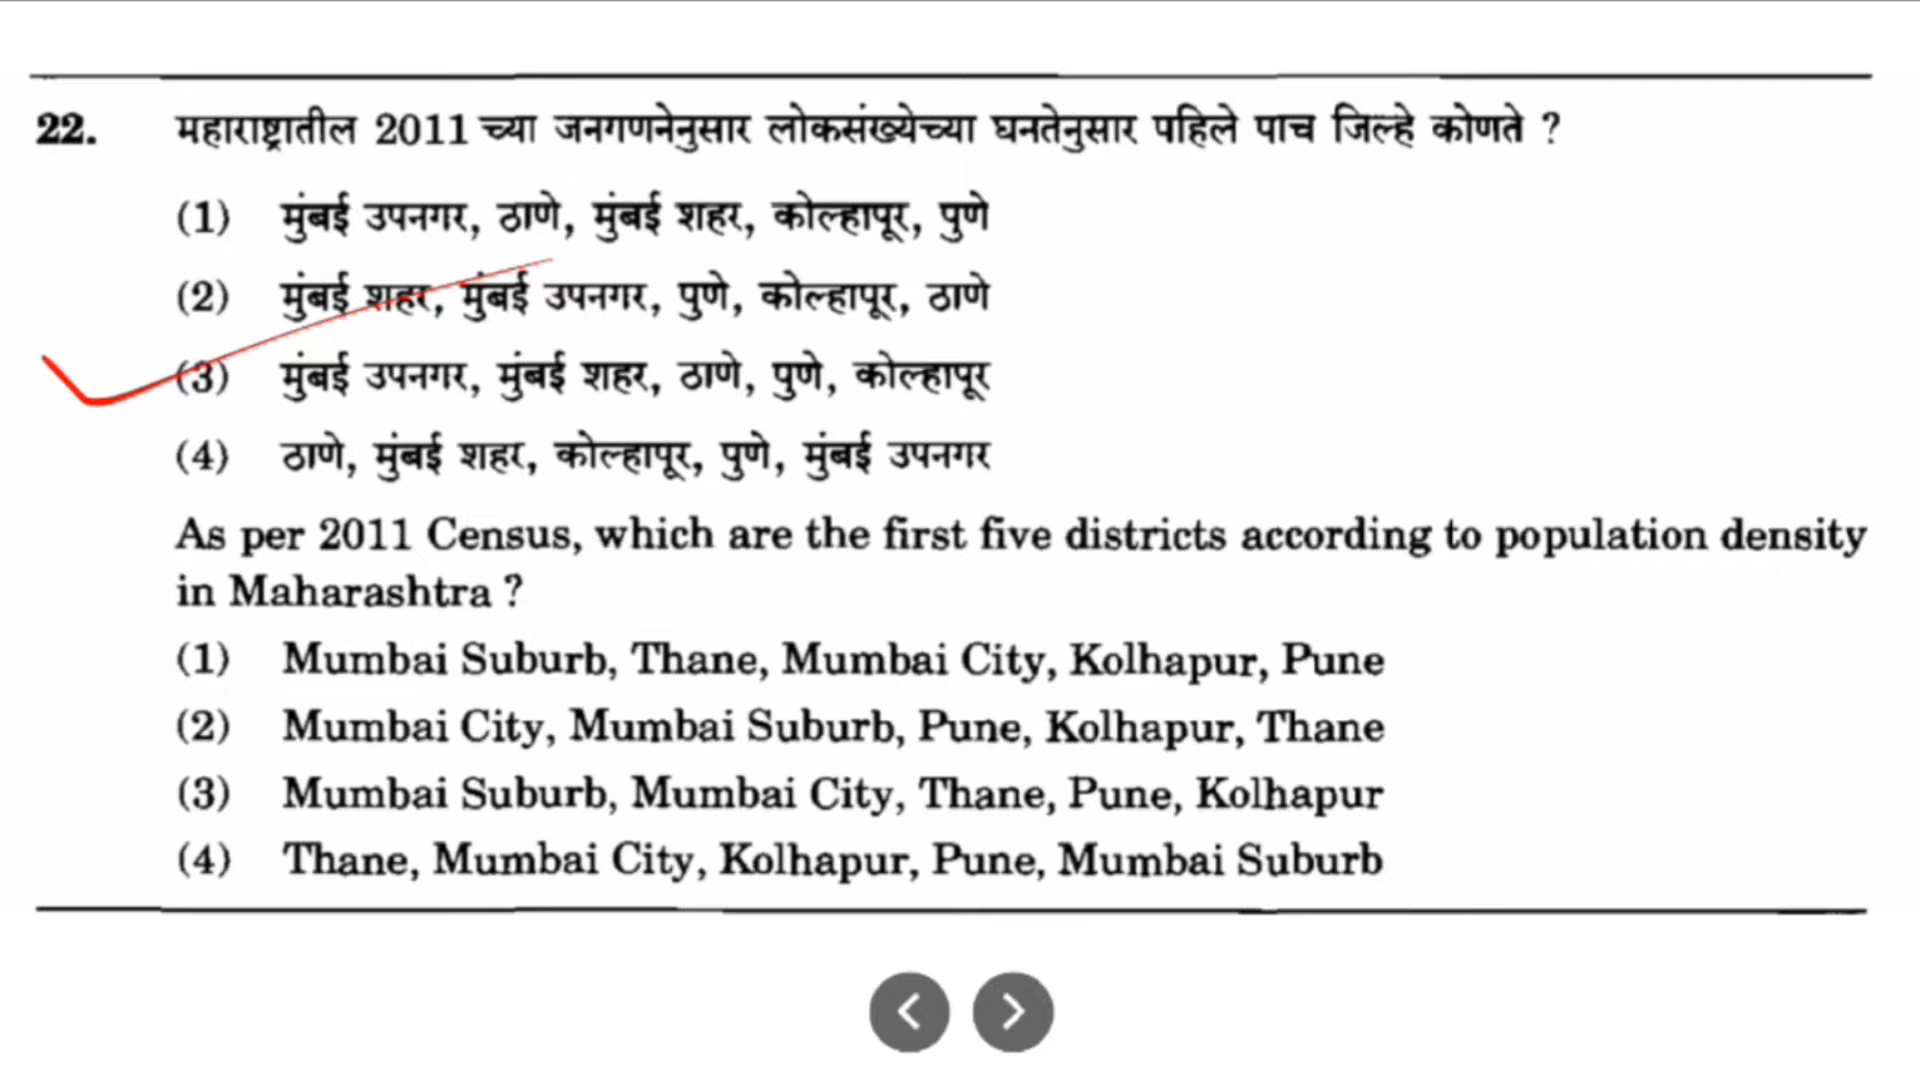 22. महाराष्ट्रातील 2011 च्या जनगणनेनुसार लोकसंख्येच्या घनतेनुसार पहिले पाच जिल्हे कोणते ?
(1) मुंबई उपनगर, ठाणे, मुंबई शहर, कोल्हापूर, पुणे
(2) मुंबई शहर, मुंबई उपनगर, पुणे, कोल्हापूर, ठाणे
(3) मुंबई उपनगर, मुंबई शहर, ठाणे, पुणे, कोल्हापूर
(4) ठाणे, मुंबई शहर, कोल्हापूर, पुणे, मुंबई उपनगर
As per 2011 Census, which are the first five districts according to population density
in Maharashtra ?
(1) Mumbai Suburb, Thane, Mumbai City, Kolhapur, Pune
(2) Mumbai City, Mumbai Suburb, Pune, Kolhapur, Thane
(3) Mumbai Suburb, Mumbai City, Thane, Pune, Kolhapur
(4) Thane, Mumbai City, Kolhapur, Pune, Mumbai Suburb